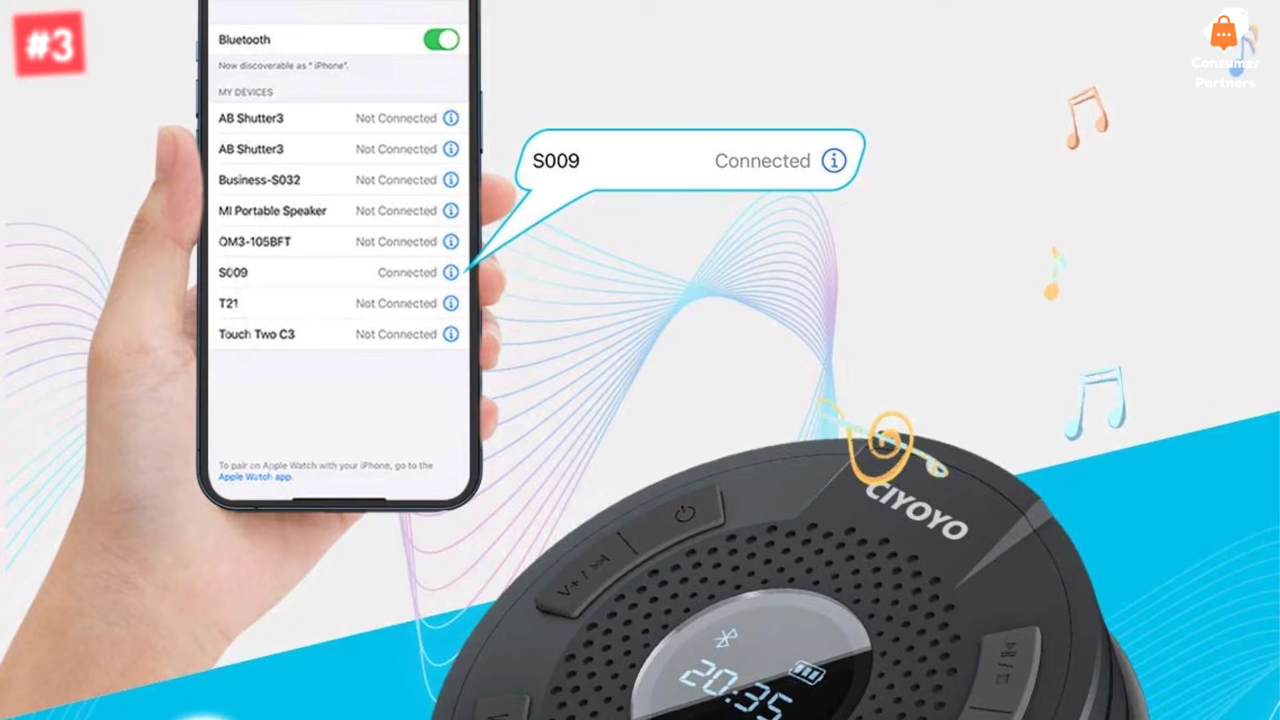 #3
Consumer
Partners
Bluetooth
Now discoverable as " iPhone".
MY DEVICES
AB Shutter3 Not Connected
AB Shutter3 Not Connected
Business-S032 Not Connected
MI Portable Speaker Not Connected
OM3-105BFT Not Connected
S009 Connected
T21 Not Connected
Touch Two C3 Not Connected
To pair an Apple Watch with your iPhone, go to the
Apple Watch app.
S009 Connected
CIYOYO
V+ /
20:35